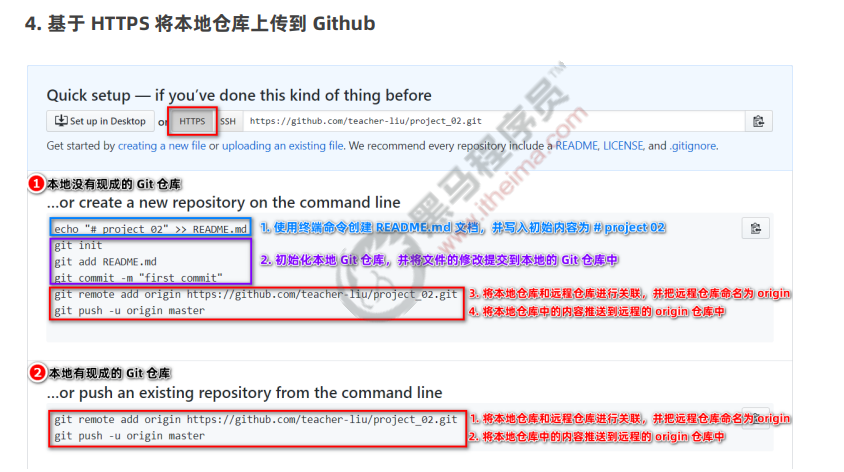 4. 基于 HTTPS 将本地仓库上传到 Github
Quick setup — if you've done this kind of thing before
Set up in Desktop or HTTPS SSH https://github.com/teacher-liu/project_02.git
Get started by creating a new file or uploading an existing file. We recommend every repository include a README, LICENSE, and .gitignore.
1 本地没有现成的 Git 仓库
...or create a new repository on the command line
echo "# project_02" >> README.md 1. 使用终端命令创建 README.md 文档，并写入初始内容为 # project 02
git init
git add README.md 2. 初始化本地 Git 仓库，并将文件的修改提交到本地的 Git 仓库中
git commit -m "first commit"
git remote add origin https://github.com/teacher-liu/project_02.git 3. 将本地仓库和远程仓库进行关联，并把远程仓库命名为 origin
git push -u origin master 4. 将本地仓库中的内容推送到远程的 origin 仓库中
2 本地有现成的 Git 仓库
...or push an existing repository from the command line
git remote add origin https://github.com/teacher-liu/project_02.git 1. 将本地仓库和远程仓库进行关联，并把远程仓库命名为 origin
git push -u origin master 2. 将本地仓库中的内容推送到远程的 origin 仓库中
黑马程序员™
www.itheima.com